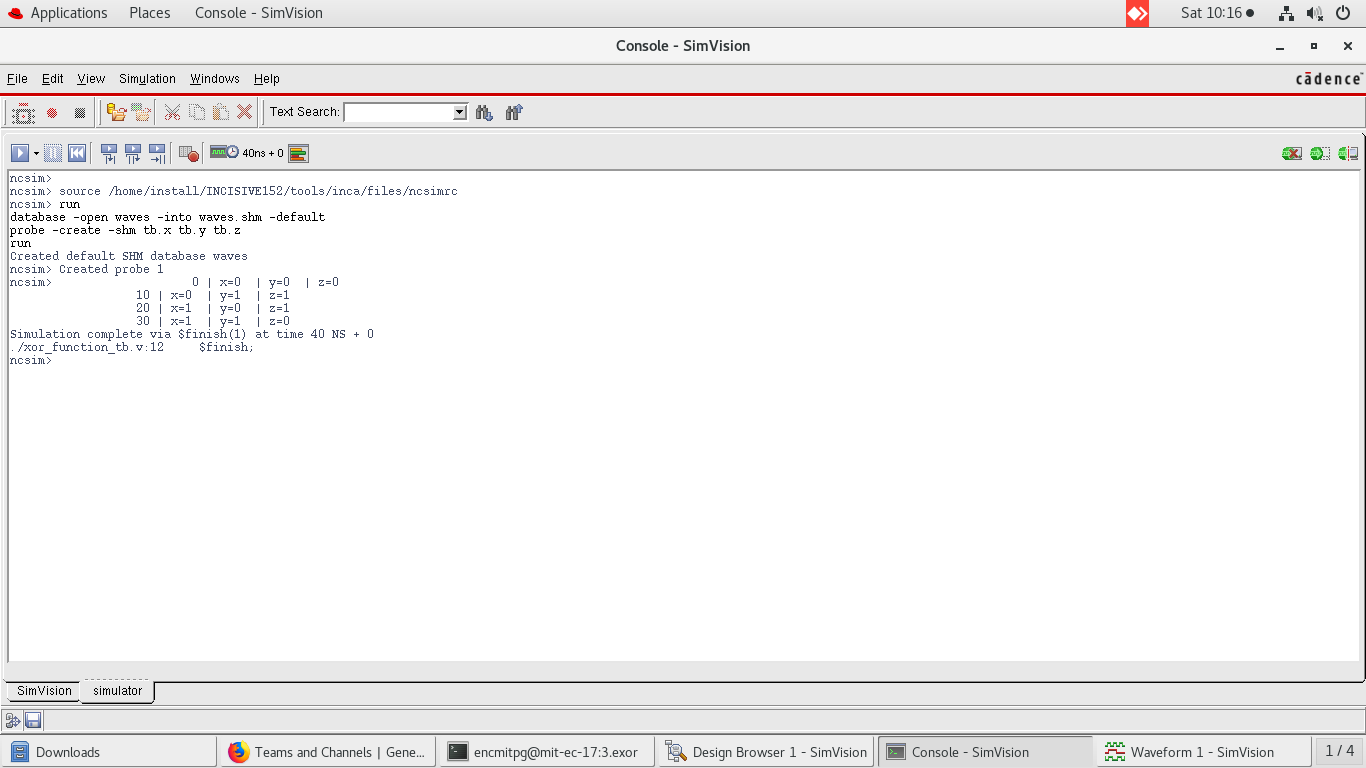 Applications Places Console - SimVision Sat 10:16
Console - SimVision
File Edit View Simulation Windows Help cādence
Text Search:
40ns + 0
ncsim>
ncsim> source /home/install/INCISIVE152/tools/inca/files/ncsimrc
ncsim> run
database -open waves -into waves.shm -default
probe -create -shm tb.x tb.y tb.z
run
Created default SHM database waves
ncsim> Created probe 1
ncsim>                    0 | x=0  | y=0  | z=0
                  10 | x=0  | y=1  | z=1
                  20 | x=1  | y=0  | z=1
                  30 | x=1  | y=1  | z=0
Simulation complete via $finish(1) at time 40 NS + 0
./xor_function_tb.v:12     $finish;
ncsim>
SimVision simulator
Downloads Teams and Channels | Gene... encmitpg@mit-ec-17:3.exor Design Browser 1 - SimVision Console - SimVision Waveform 1 - SimVision 1 / 4